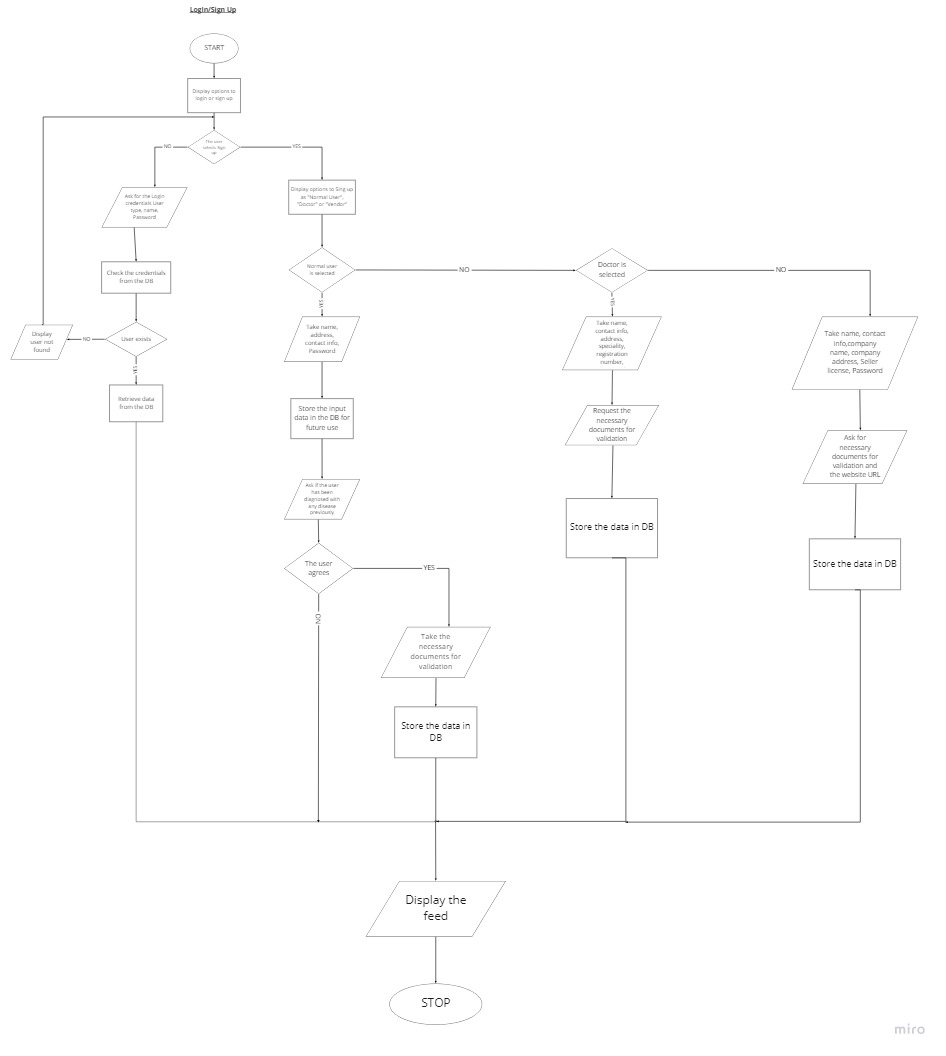 LogIn/Sign Up
START
Display options to
login or sign up
The user
selects Sign
up
NO
YES
Ask for the Login
credentials User
type, name,
Password
Check the credentials
from the DB
User exists
NO
Display
user not
found
YES
Retrieve data
from the DB
Display options to Sing up
as "Normal User",
"Doctor" or "Vendor"
Normal user
is selected
NO
YES
Take name,
address,
contact info,
Password
Store the input
data in the DB for
future use
Ask if the user
has been
diagnosed with
any disease
previously
The user
agrees
YES
NO
Take the
necessary
documents for
validation
Store the data in
DB
Doctor is
selected
NO
YES
Take name,
contact info,
address,
speciality,
registration
number,
Request the
necessary
documents for
validation
Store the data in DB
Take name, contact
info,company
name, company
address, Seller
license, Password
Ask for
necessary
documents for
validation and
the website URL
Store the data in DB
Display the
feed
STOP
miro